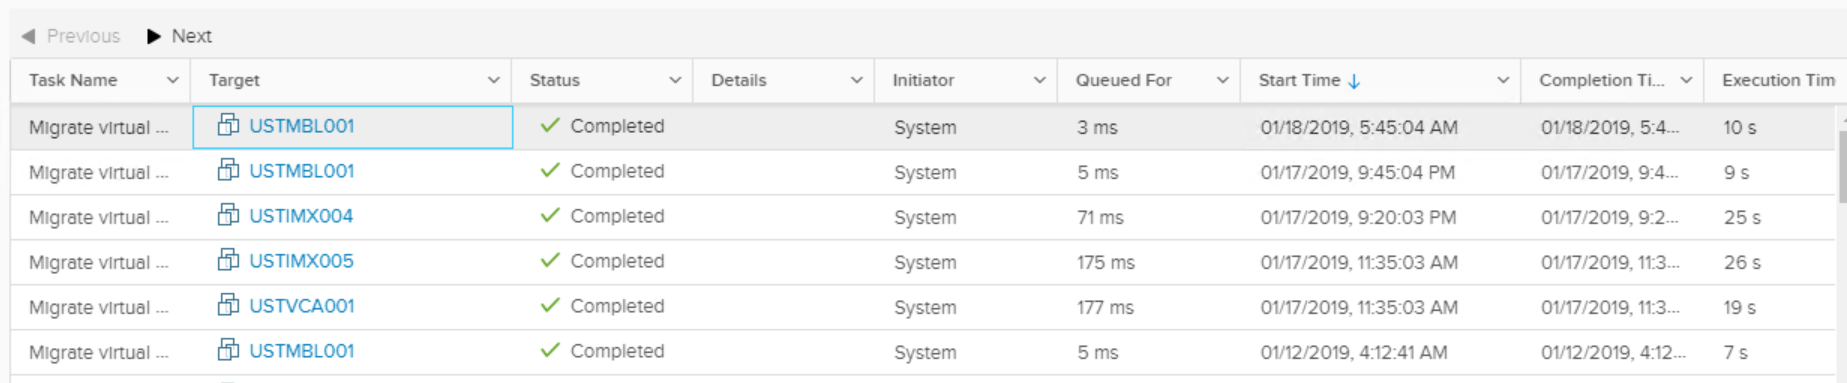 Previous Next
Task Name Target Status Details Initiator Queued For Start Time Completion Ti... Execution Tim
Migrate virtual ... USTMBL001 Completed System 3 ms 01/18/2019, 5:45:04 AM 01/18/2019, 5:4... 10 s
Migrate virtual ... USTMBL001 Completed System 5 ms 01/17/2019, 9:45:04 PM 01/17/2019, 9:4... 9 s
Migrate virtual ... USTIMX004 Completed System 71 ms 01/17/2019, 9:20:03 PM 01/17/2019, 9:2... 25 s
Migrate virtual ... USTIMX005 Completed System 175 ms 01/17/2019, 11:35:03 AM 01/17/2019, 11:3... 26 s
Migrate virtual ... USTVCA001 Completed System 177 ms 01/17/2019, 11:35:03 AM 01/17/2019, 11:3... 19 s
Migrate virtual ... USTMBL001 Completed System 5 ms 01/12/2019, 4:12:41 AM 01/12/2019, 4:12... 7 s